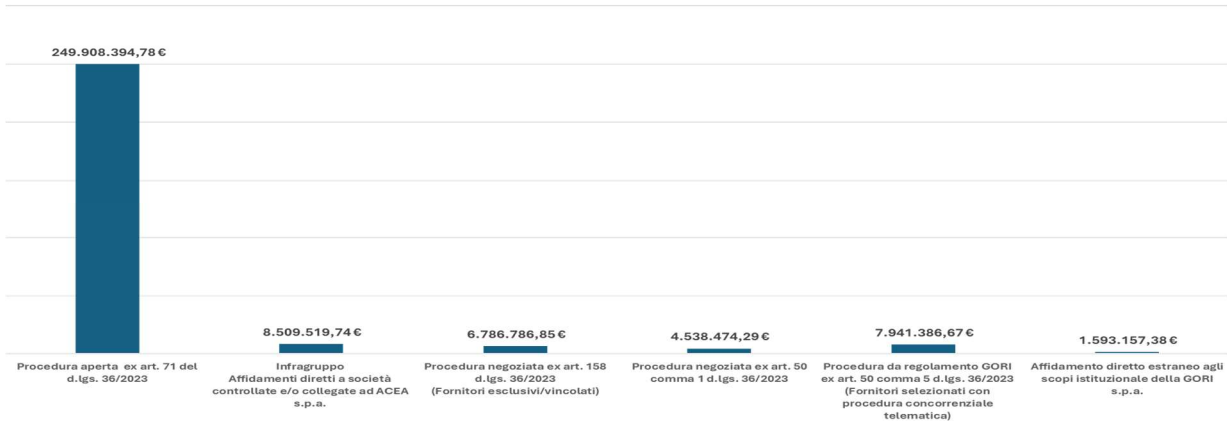 249.908.394,78 €
8.509.519,74 €
6.786.786,85 €
4.538.474,29 €
7.941.386,67 €
1.593.157,38 €
Procedura aperta ex art. 71 del
d.lgs. 36/2023
Infragruppo
Affidamenti diretti a società
controllate e/o collegate ad ACEA
s.p.a.
Procedura negoziata ex art. 158
d.lgs. 36/2023
(Fornitori esclusivi/vincolati)
Procedura negoziata ex art. 50
comma 1 d.lgs. 36/2023
Procedura da regolamento GORI
ex art. 50 comma 5 d.lgs. 36/2023
(Fornitori selezionati con
procedura concorrenziale
telematica)
Affidamento diretto estraneo agli
scopi istituzionale della GORI
s.p.a.